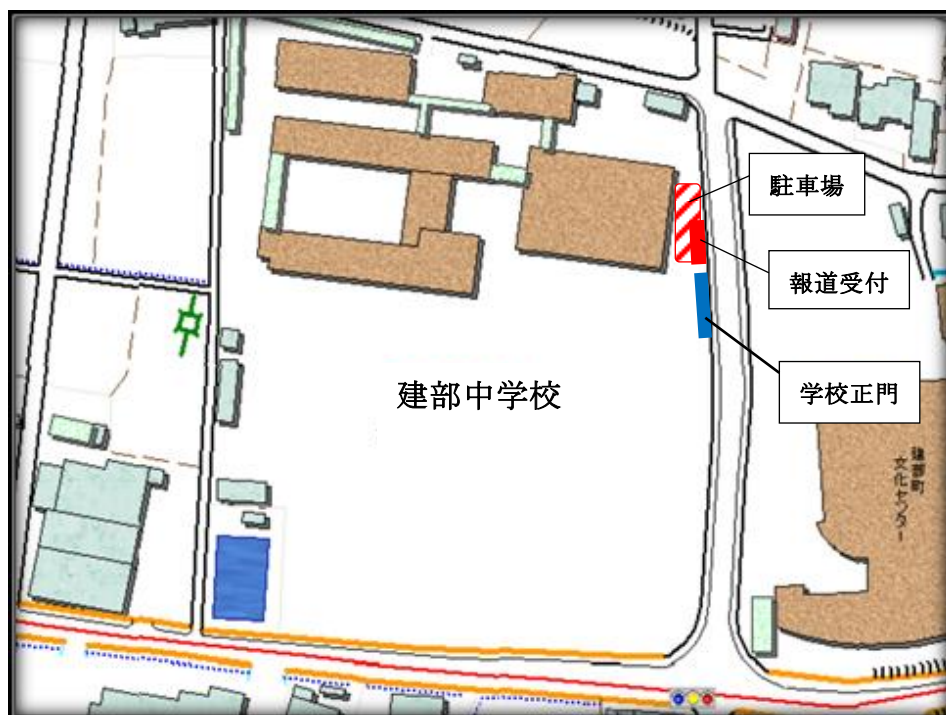 駐車場
報道受付
学校正門
建部中学校
建部町
文化センター